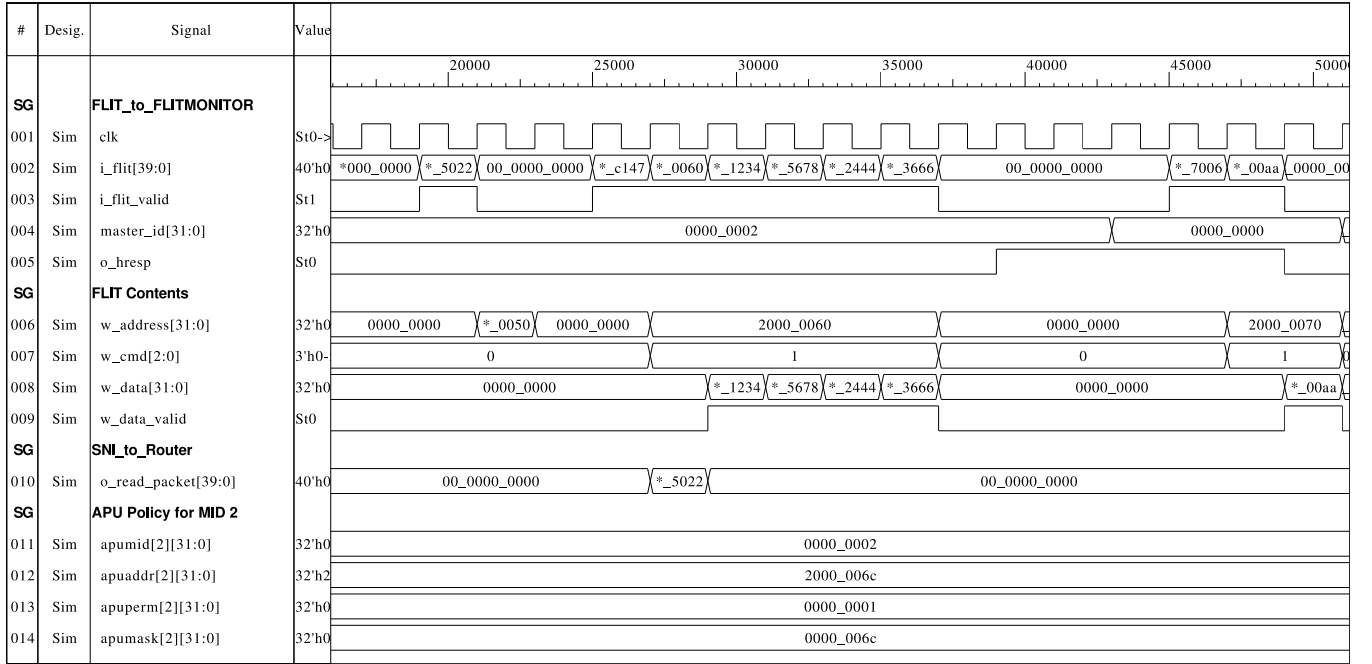 # Desig. Signal Value
20000 25000 30000 35000 40000 45000 5000
SG FLIT_to_FLITMONITOR
001 Sim clk St0->
002 Sim i_flit[39:0] 40'h0 *000_0000 *_5022 00_0000_0000 *_c147 *_0060 *_1234 *_5678 *_2444 *_3666 00_0000_0000 *_7006 *_00aa _0000_00
003 Sim i_flit_valid St1
004 Sim master_id[31:0] 32'h0 0000_0002 0000_0000
005 Sim o_hresp St0
SG FLIT Contents
006 Sim w_address[31:0] 32'h0 0000_0000 *_0050 0000_0000 2000_0060 0000_0000 2000_0070
007 Sim w_cmd[2:0] 3'h0- 0 1 0 1 0
008 Sim w_data[31:0] 32'h0 0000_0000 *_1234 *_5678 *_2444 *_3666 0000_0000 *_00aa
009 Sim w_data_valid St0
SG SNI_to_Router
010 Sim o_read_packet[39:0] 40'h0 00_0000_0000 *_5022 00_0000_0000
SG APU Policy for MID 2
011 Sim apumid[2][31:0] 32'h0 0000_0002
012 Sim apuaddr[2][31:0] 32'h2 2000_006c
013 Sim apuperm[2][31:0] 32'h0 0000_0001
014 Sim apumask[2][31:0] 32'h0 0000_006c